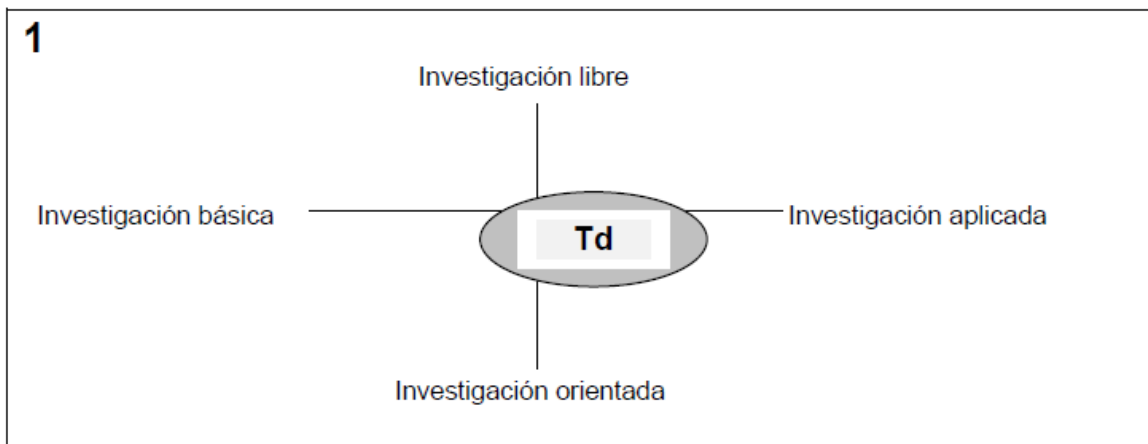 1
Investigación libre
Investigación básica
Td
Investigación aplicada
Investigación orientada